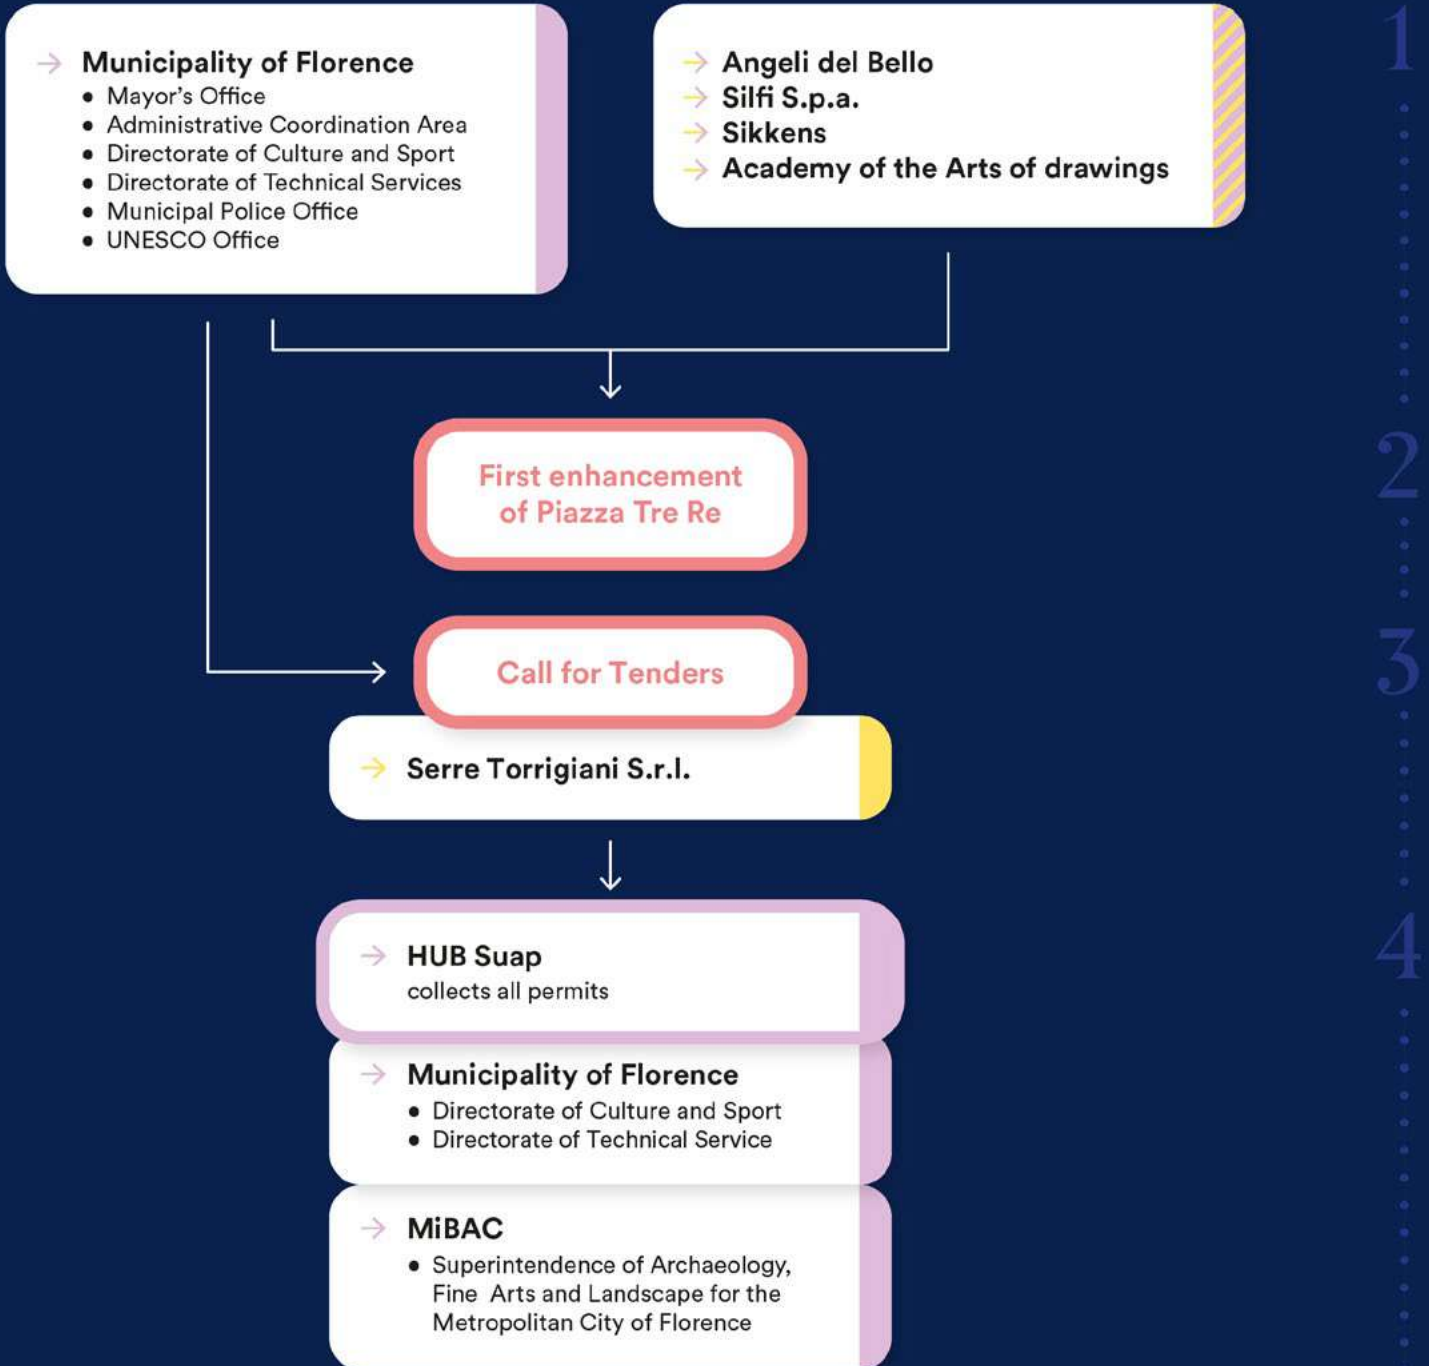 Municipality of Florence
• Mayor's Office
• Administrative Coordination Area
• Directorate of Culture and Sport
• Directorate of Technical Services
• Municipal Police Office
• UNESCO Office
Angeli del Bello
Silfi S.p.a.
Sikkens
Academy of the Arts of drawings
1
First enhancement
of Piazza Tre Re
2
Call for Tenders
3
Serre Torrigiani S.r.l.
HUB Suap
collects all permits
4
Municipality of Florence
• Directorate of Culture and Sport
• Directorate of Technical Service
MiBAC
• Superintendence of Archaeology,
Fine Arts and Landscape for the
Metropolitan City of Florence